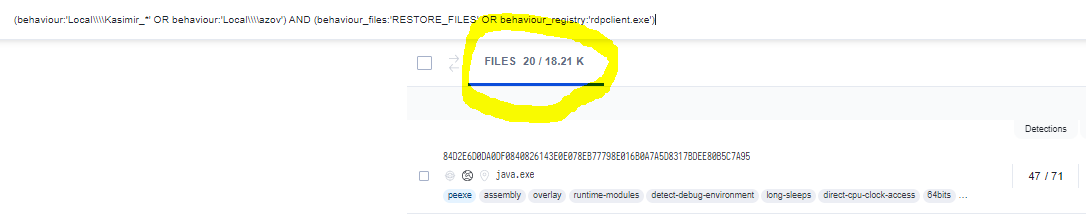 (behaviour:'Local\\\\Kasimir_*' OR behaviour:'Local\\\\azov') AND (behaviour_files:'RESTORE_FILES' OR behaviour_registry:'rdpclient.exe')
FILES 20 / 18.21 K
Detections
84D2E6D0DA0DF0840826143E0E078EB77798E016B0A7A5D8317BDEE80B5C7A95
java.exe
47 / 71
peexe assembly overlay runtime-modules detect-debug-environment long-sleeps direct-cpu-clock-access 64bits ...